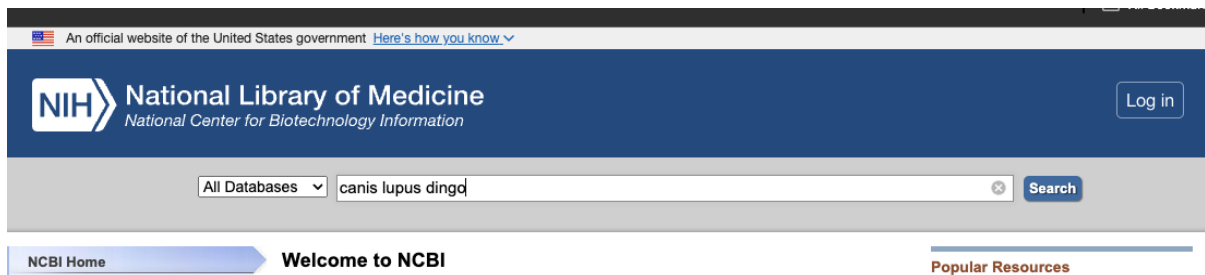 An official website of the United States government Here's how you know
NIH National Library of Medicine
National Center for Biotechnology Information
Log in
All Databases canis lupus dingo Search
NCBI Home
Welcome to NCBI
Popular Resources